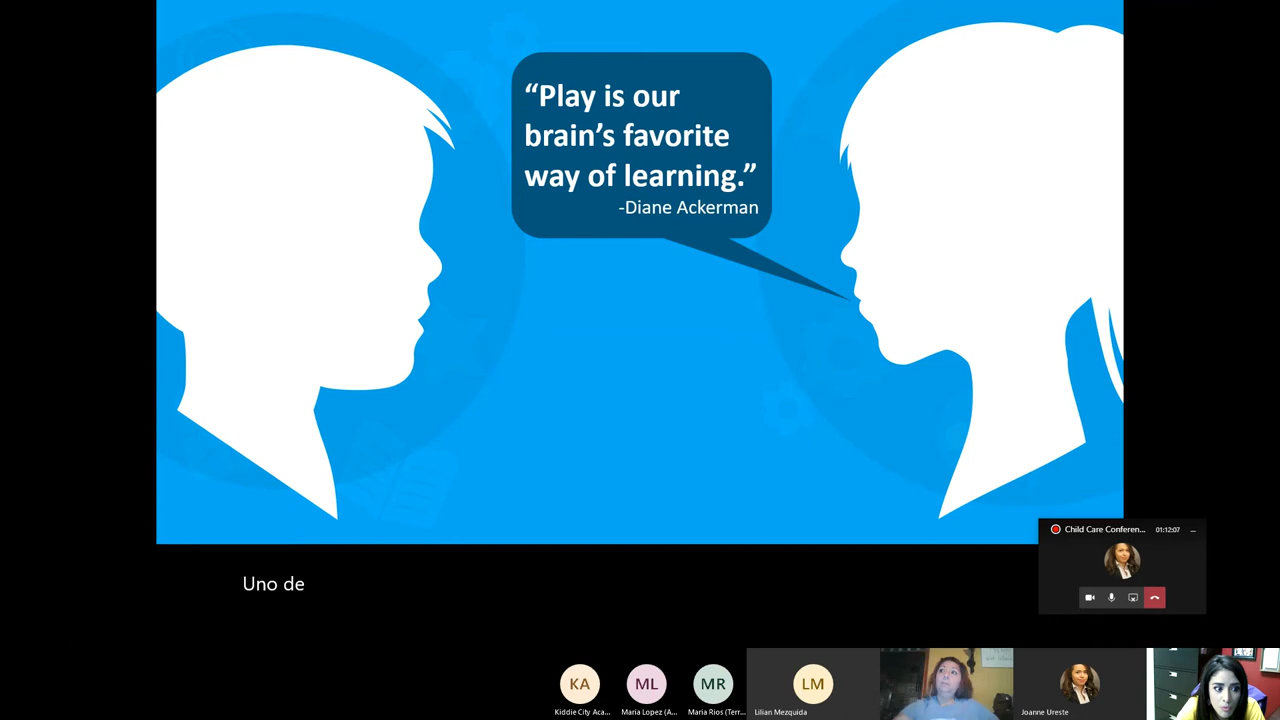 “Play is our
brain’s favorite
way of learning.”
-Diane Ackerman
Child Care Conferen... 01:12:07
Uno de
KA
ML
MR
LM
Kiddie City Aca...
Maria Lopez (A...
Maria Rios (Terr...
Lilian Mezquida
Joanne Ureste